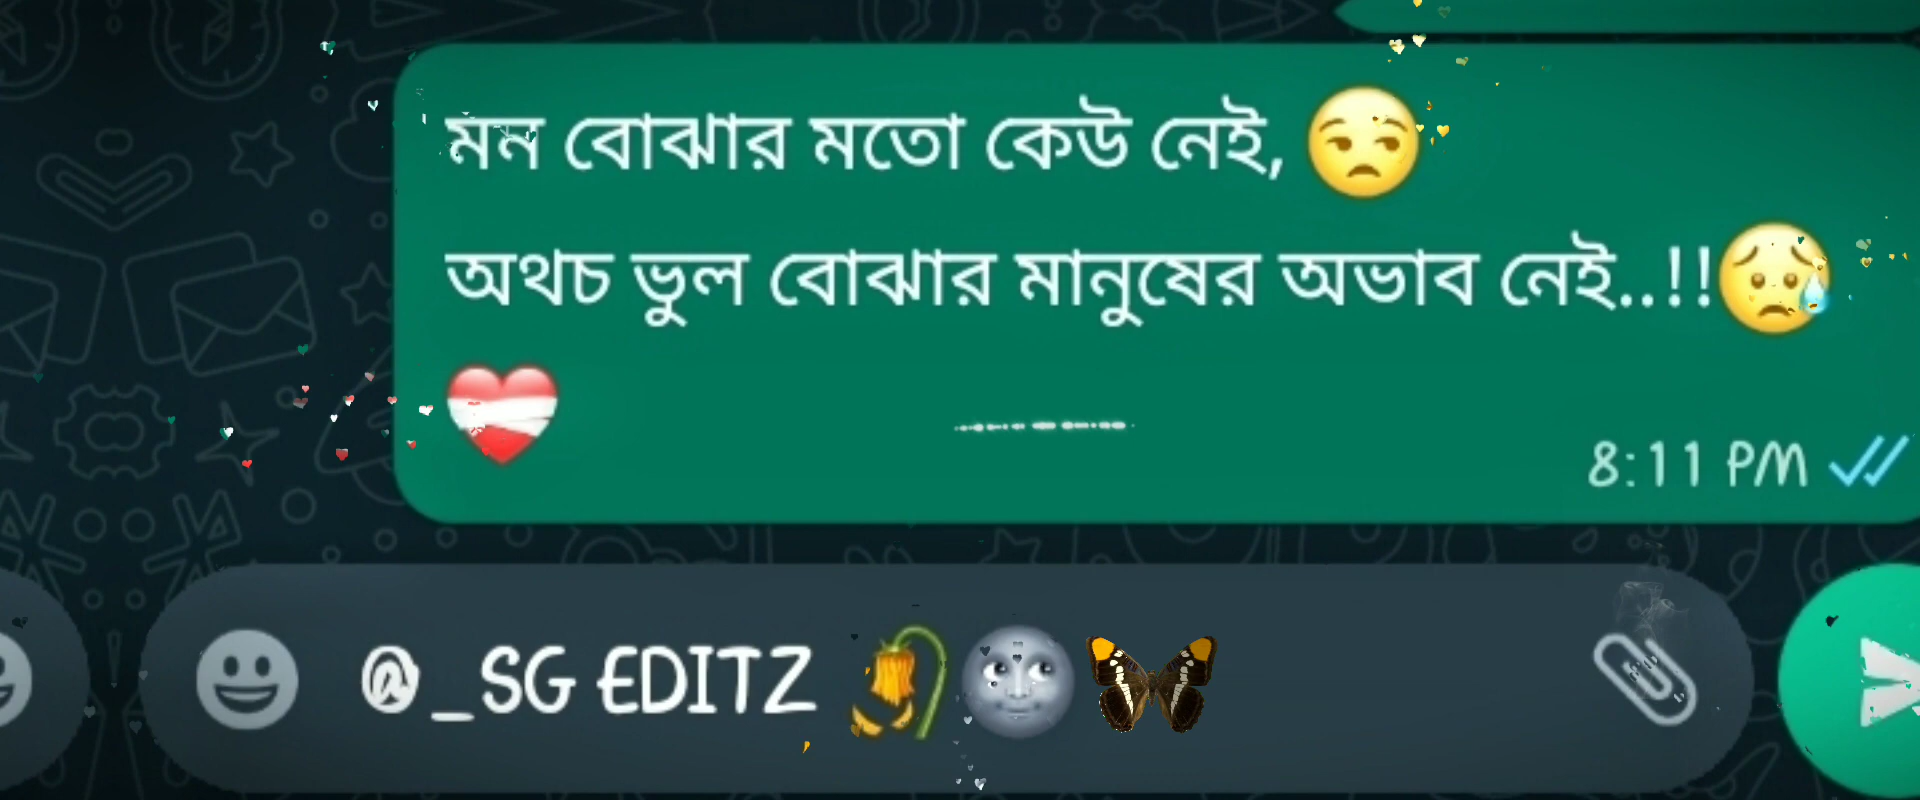 মন বোঝার মতো কেউ নেই, 😒
অথচ ভুল বোঝার মানুষের অভাব নেই..!!😥
❤️‍🩹
8:11 PM
@_SG EDITZ